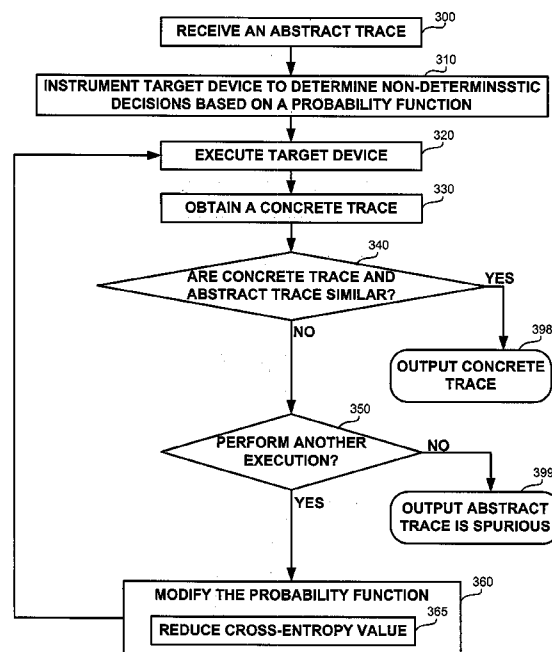 300
RECEIVE AN ABSTRACT TRACE
310
INSTRUMENT TARGET DEVICE TO DETERMINE NON-DETERMINSSTIC
DECISIONS BASED ON A PROBABILITY FUNCTION
320
EXECUTE TARGET DEVICE
330
OBTAIN A CONCRETE TRACE
340
ARE CONCRETE TRACE AND
ABSTRACT TRACE SIMILAR?
YES
NO
398
OUTPUT CONCRETE
TRACE
350
PERFORM ANOTHER
EXECUTION?
NO
YES
399
OUTPUT ABSTRACT
TRACE IS SPURIOUS
360
MODIFY THE PROBABILITY FUNCTION
365
REDUCE CROSS-ENTROPY VALUE